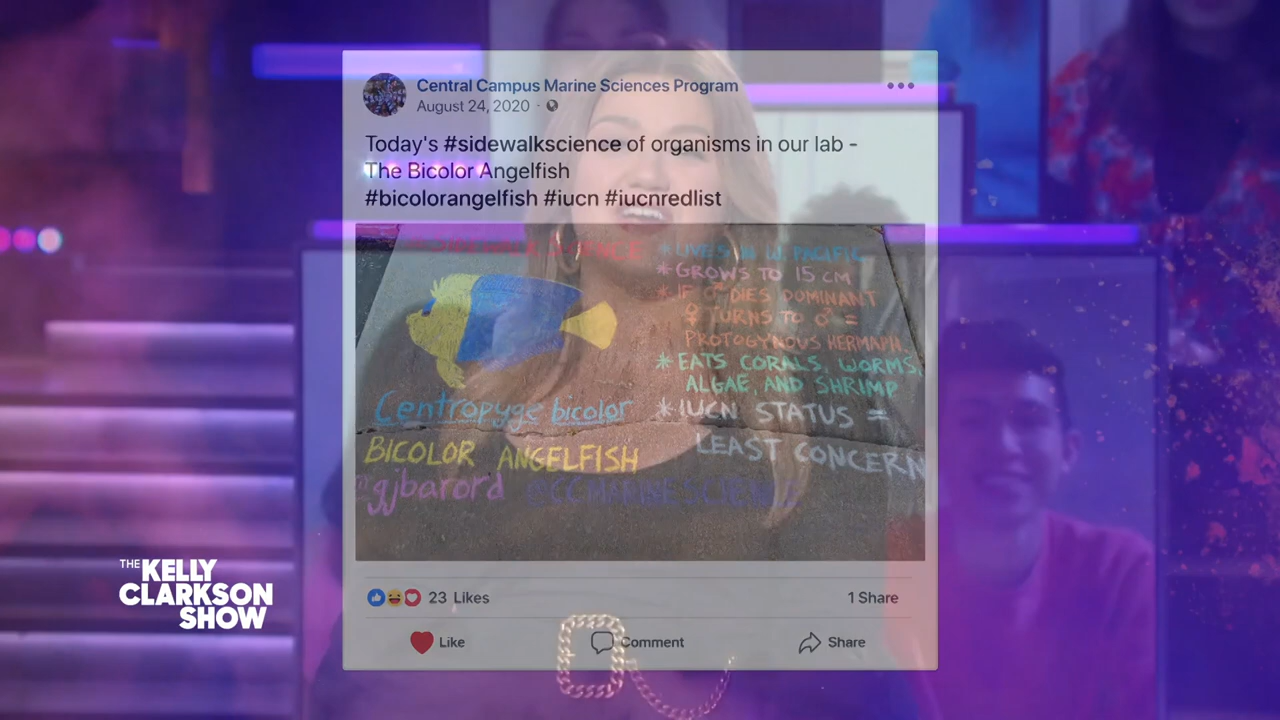 Central Campus Marine Sciences Program
August 24, 2020
Today's #sidewalkscience of organisms in our lab -
The Bicolor Angelfish
#bicolorangelfish #iucn #iucnredlist
#SIDEWALK SCIENCE
Centropyge bicolor
BICOLOR ANGELFISH
@gjbarord @CCMARINESCIENCE
* LIVES IN W. PACIFIC
* GROWS TO 15 CM
* IF ♂ DIES DOMINANT
♀ TURNS TO ♂ =
PROTOGYNOUS HERMAPH.
* EATS CORALS, WORMS,
ALGAE, AND SHRIMP
* IUCN STATUS =
LEAST CONCERN
23 Likes
1 Share
Like
Comment
Share
THE
KELLY
CLARKSON
SHOW